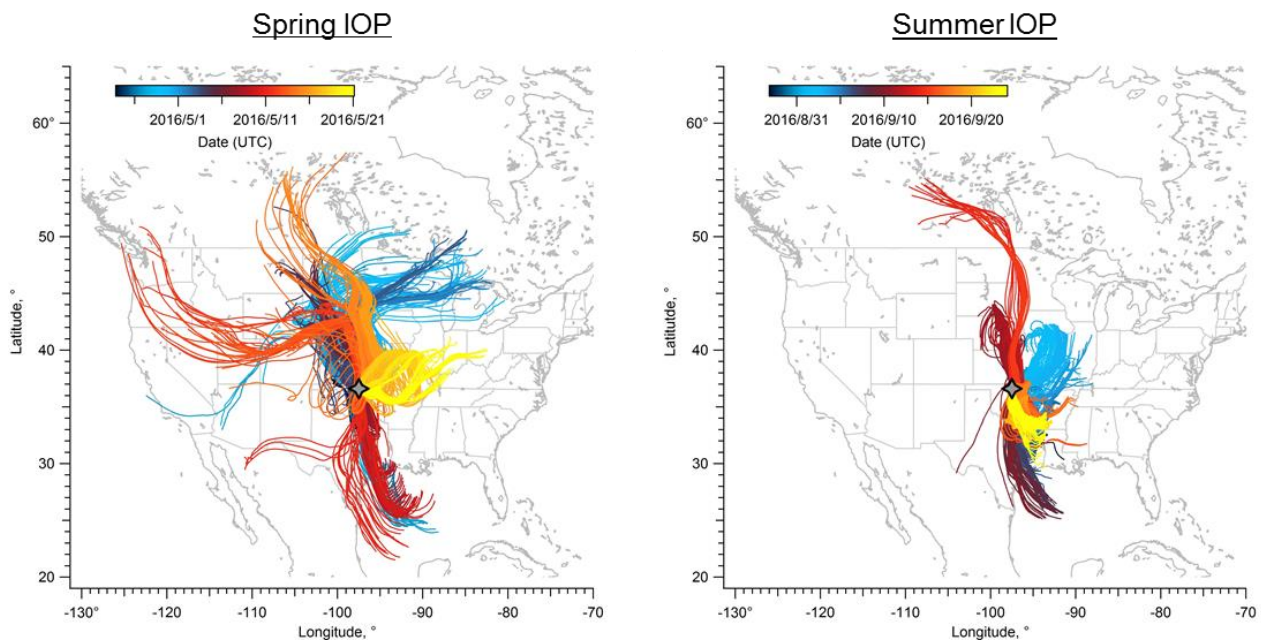 Spring IOP
2016/5/1 2016/5/11 2016/5/21
Date (UTC)
60°
50
40
30
20
Latitude, °
-130° -120 -110 -100 -90 -80 -70
Longitude, °
Summer IOP
2016/8/31 2016/9/10 2016/9/20
Date (UTC)
60°
50
40
30
20
Latitutde, °
-130° -120 -110 -100 -90 -80 -70
Longitude, °